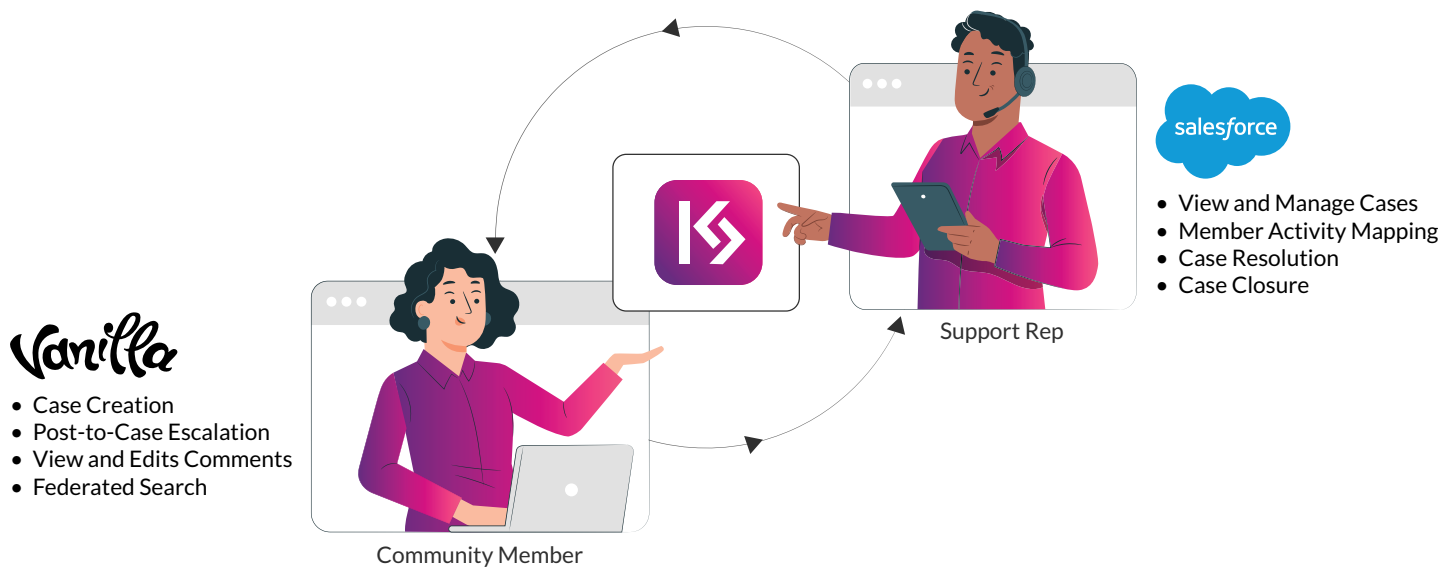 salesforce
• View and Manage Cases
• Member Activity Mapping
• Case Resolution
• Case Closure
Support Rep
Vanilla
• Case Creation
• Post-to-Case Escalation
• View and Edits Comments
• Federated Search
Community Member